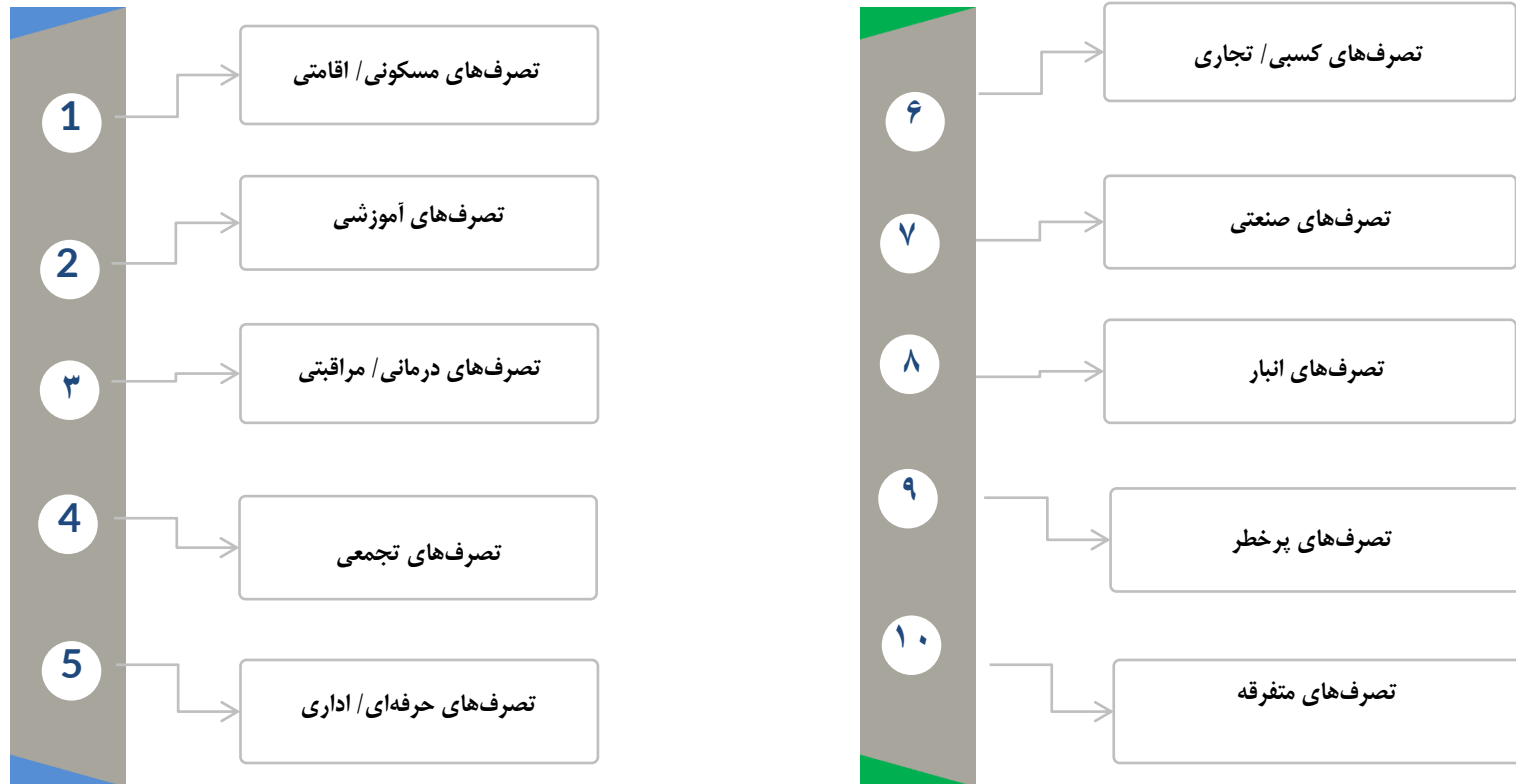 1
تصرف‌های مسکونی/ اقامتی
2
تصرف‌های آموزشی
۳
تصرف‌های درمانی/ مراقبتی
4
تصرف‌های تجمعی
5
تصرف‌های حرفه‌ای/ اداری
۶
تصرف‌های کسبی/ تجاری
۷
تصرف‌های صنعتی
۸
تصرف‌های انبار
۹
تصرف‌های پرخطر
۱۰
تصرف‌های متفرقه